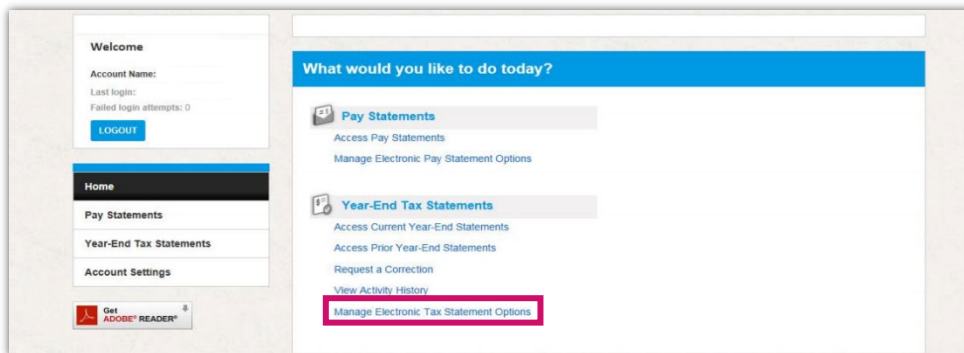 Welcome
Account Name:
Last login:
Failed login attempts: 0
LOGOUT
Home
Pay Statements
Year-End Tax Statements
Account Settings
Get
ADOBE® READER®
What would you like to do today?
Pay Statements
Access Pay Statements
Manage Electronic Pay Statement Options
Year-End Tax Statements
Access Current Year-End Statements
Access Prior Year-End Statements
Request a Correction
View Activity History
Manage Electronic Tax Statement Options